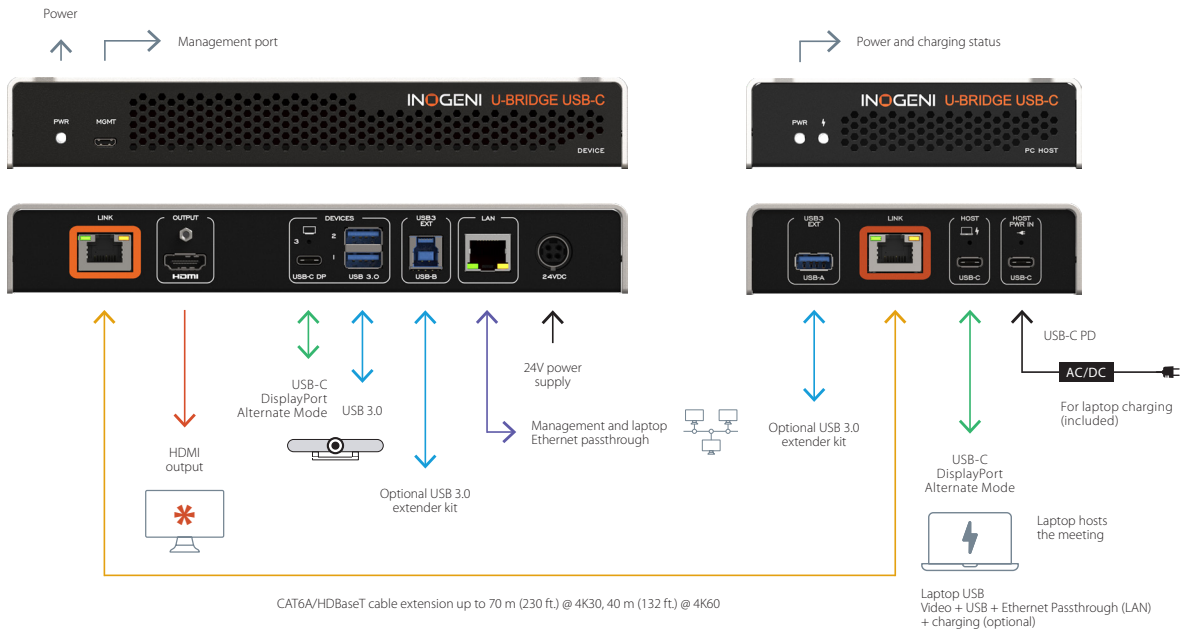 Power
Management port
Power and charging status
INOGENI U-BRIDGE USB-C
PWR
MGMT
DEVICE
INOGENI U-BRIDGE USB-C
PWR
PC HOST
LINK
OUTPUT
HDMI
DEVICES
3
2
1
USB-C DP
USB 3.0
USB3
EXT
USB-B
LAN
24VDC
USB3
EXT
USB-A
LINK
HOST
USB-C
HOST
PWR IN
USB-C
USB-C PD
AC/DC
For laptop charging
(included)
24V power
supply
USB-C
DisplayPort
Alternate Mode
USB 3.0
Management and laptop
Ethernet passthrough
Optional USB 3.0
extender kit
HDMI
output
Optional USB 3.0
extender kit
USB-C
DisplayPort
Alternate Mode
Laptop hosts
the meeting
CAT6A/HDBaseT cable extension up to 70 m (230 ft.) @ 4K30, 40 m (132 ft.) @ 4K60
Laptop USB
Video + USB + Ethernet Passthrough (LAN)
+ charging (optional)